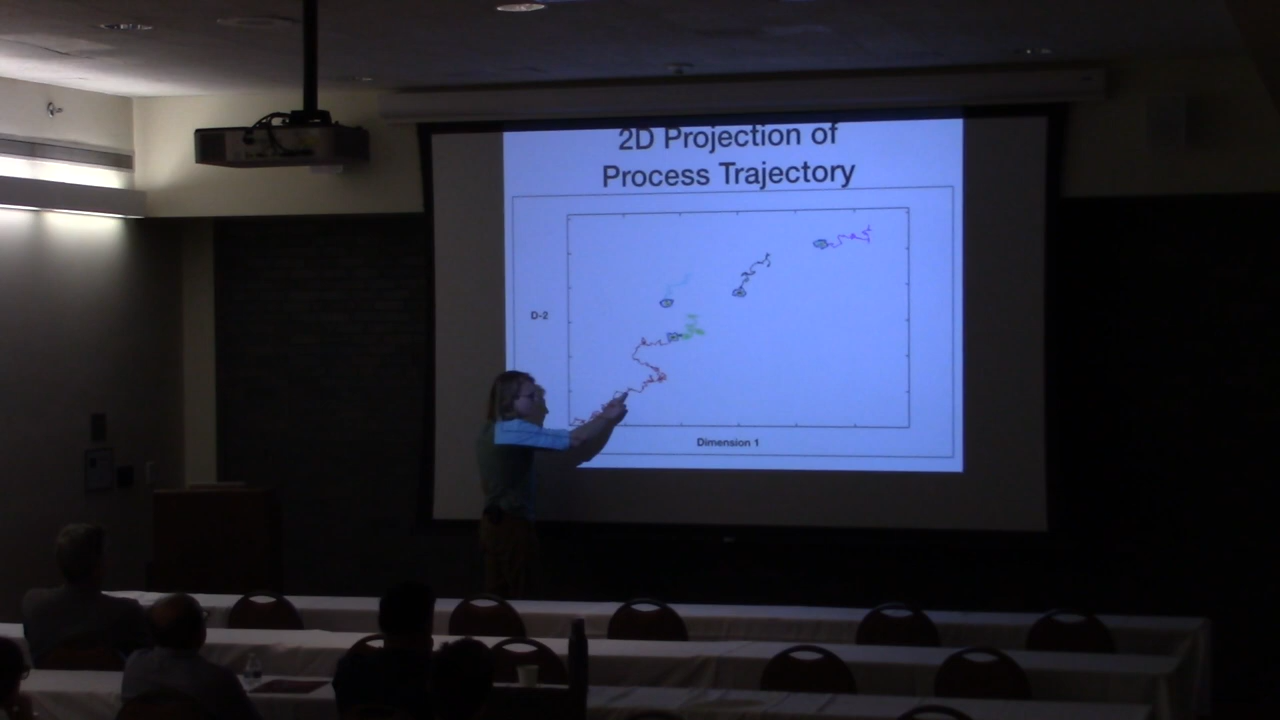 2D Projection of
Process Trajectory
D-2
Dimension 1